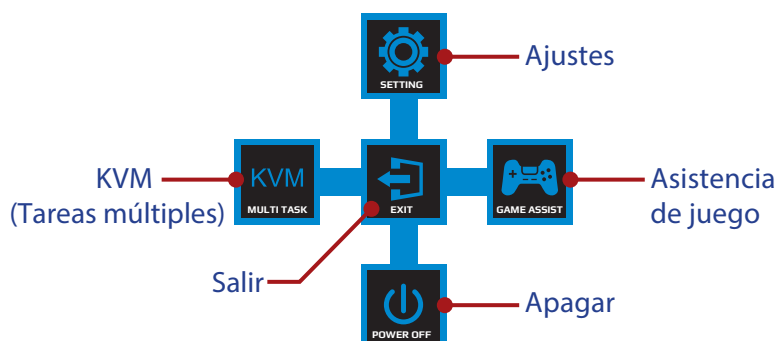 SETTING
Ajustes
KVM
(Tareas múltiples)
KVM
MULTI TASK
EXIT
GAME ASSIST
Asistencia
de juego
Salir
POWER OFF
Apagar